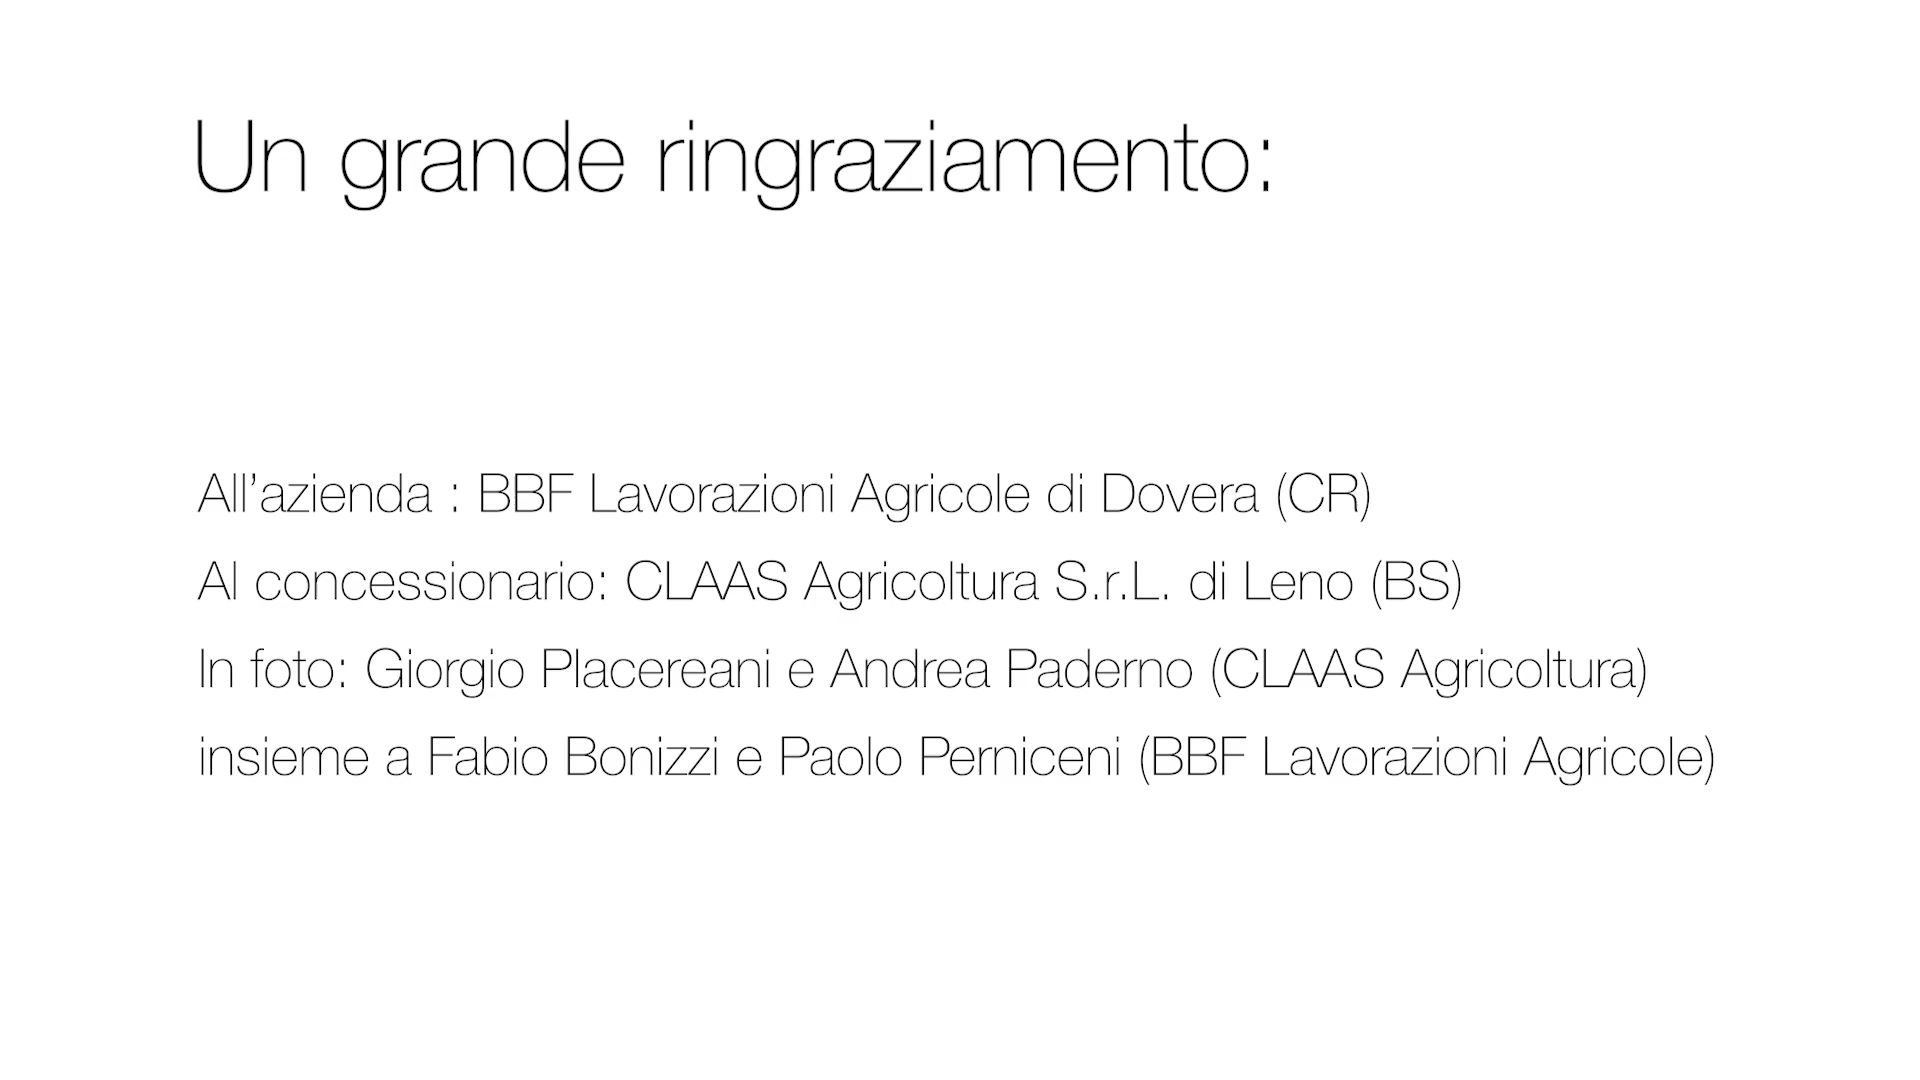 Un grande ringraziamento:
All’azienda : BBF Lavorazioni Agricole di Dovera (CR)
Al concessionario: CLAAS Agricoltura S.r.L. di Leno (BS)
In foto: Giorgio Placereani e Andrea Paderno (CLAAS Agricoltura)
insieme a Fabio Bonizzi e Paolo Perniceni (BBF Lavorazioni Agricole)